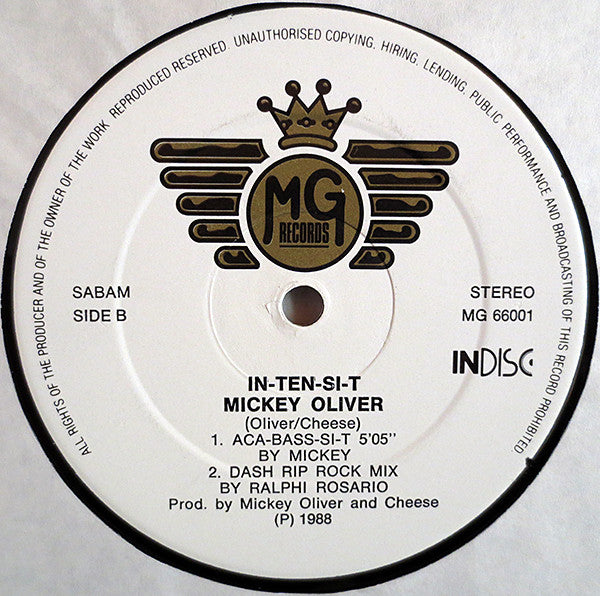 ALL RIGHTS OF THE PRODUCER AND OF THE OWNER OF THE WORK REPRODUCED RESERVED. UNAUTHORISED COPYING, HIRING, LENDING, PUBLIC PERFORMANCE AND BROADCASTING OF THIS RECORD PROHIBITED
MG
RECORDS
SABAM
SIDE B
STEREO
MG 66001
INDISC
IN-TEN-SI-T
MICKEY OLIVER
(Oliver/Cheese)
1. ACA-BASS-SI-T 5'05"
BY MICKEY
2. DASH RIP ROCK MIX
BY RALPHI ROSARIO
Prod. by Mickey Oliver and Cheese
(P) 1988